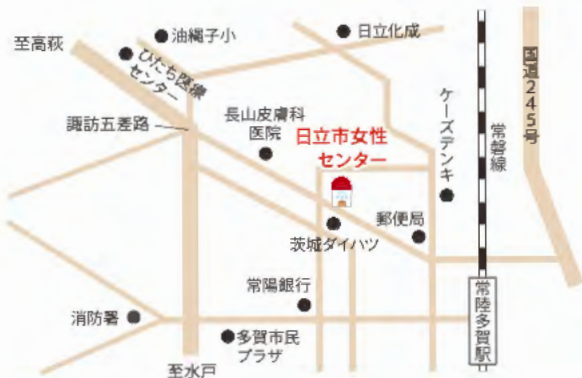 至高萩
油縄子小
ひたち医療
センター
日立化成
国道245号
諏訪五差路
長山皮膚科
医院
日立市女性
センター
ケーズデンキ
常磐線
郵便局
茨城ダイハツ
常陽銀行
消防署
多賀市民
プラザ
常陸多賀駅
至水戸